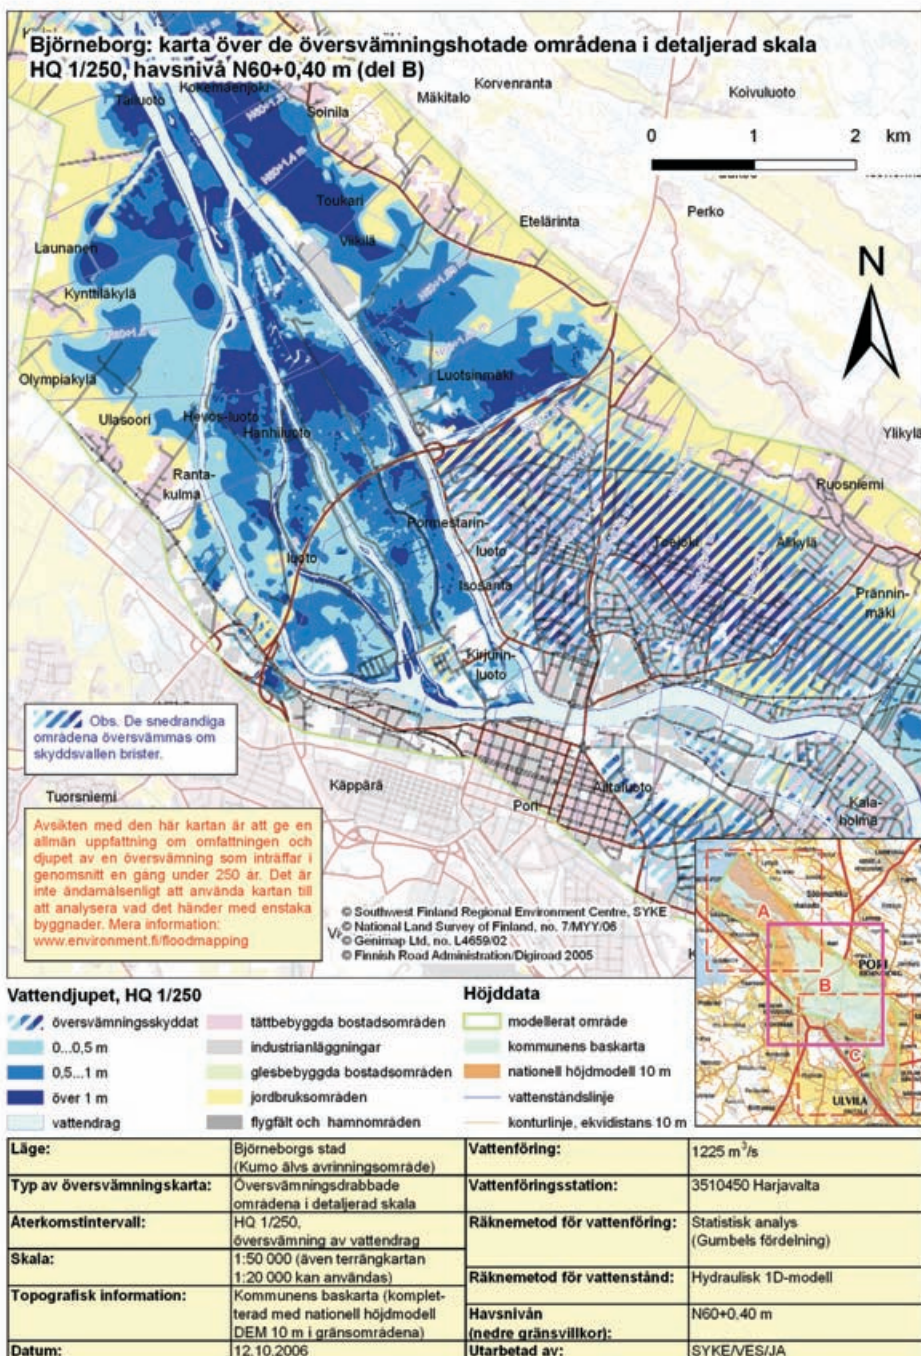 Björneborg: karta över de översvämningshotade områdena i detaljerad skala
HQ 1/250, havsnivå N60+0,40 m (del B)
Kokemäenjoki
Soinila
Mäkitalo
Korvenranta
Koivuluoto
0 1 2 km
Toukari
Viikilä
Etelärinta
Perko
Launanen
N
Kynttiläkylä
Olympiakylä
Luotsinmäki
Ulasoori
Hevos-luoto
Hanhiluoto
Ylikylä
Ranta-
kulma
Ruosniemi
Pormestarin-
luoto
Toejoki
luoto
Isosanta
Prännin-
mäki
Kirjurin-
luoto
Obs. De snedrandiga
områdena översvämmas om
skyddsvallen brister.
Tuorsniemi
Käppärä
Pori
Aittaluoto
Kala-
holma
Avsikten med den här kartan är att ge en
allmän uppfattning om omfattningen och
djupet av en översvämning som inträffar i
genomsnitt en gång under 250 år. Det är
inte ändamålsenligt att använda kartan till
att analysera vad det händer med enstaka
byggnader. Mera information:
www.environment.fi/floodmapping
© Southwest Finland Regional Environment Centre, SYKE
© National Land Survey of Finland, no. 7/MYY/06
© Genimap Ltd, no. L4659/02
© Finnish Road Administration/Digiroad 2005
A
PORI
B
C
ULVILA
Vattendjupet, HQ 1/250
översvämningsskyddat
0...0,5 m
0,5...1 m
över 1 m
vattendrag
tättbebyggda bostadsområden
industrianläggningar
glesbebyggda bostadsområden
jordbruksområden
flygfält och hamnområden
Höjddata
modellerat område
kommunens baskarta
nationell höjdmodell 10 m
vattenståndslinje
konturlinje, ekvidistans 10 m
Läge: Björneborgs stad
(Kumo älvs avrinningsområde)
Typ av översvämningskarta: Översvämningsdrabbade
områdena i detaljerad skala
Återkomstintervall: HQ 1/250,
översvämning av vattendrag
Skala: 1:50 000 (även terrängkartan
1:20 000 kan användas)
Topografisk information: Kommunens baskarta (komplet-
terad med nationell höjdmodell
DEM 10 m i gränsområdena)
Datum: 12.10.2006
Vattenföring: 1225 m³/s
Vattenföringsstation: 3510450 Harjavalta
Räknemetod för vattenföring: Statistisk analys
(Gumbels fördelning)
Räknemetod för vattenstånd: Hydraulisk 1D-modell
Havsnivån
(nedre gränsvillkor): N60+0,40 m
Utarbetad av: SYKE/VES/JA